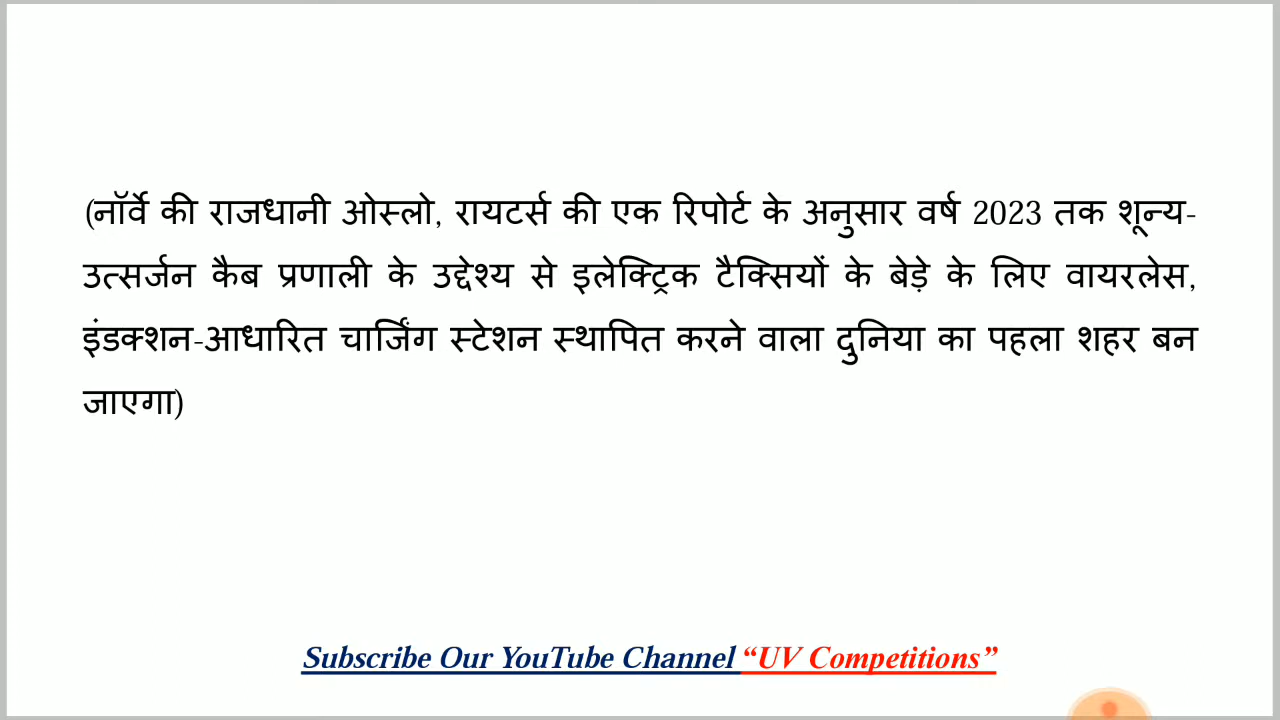 (नॉर्वे की राजधानी ओस्लो, रायटर्स की एक रिपोर्ट के अनुसार वर्ष 2023 तक शून्य-
उत्सर्जन कैब प्रणाली के उद्देश्य से इलेक्ट्रिक टैक्सियों के बेड़े के लिए वायरलेस,
इंडक्शन-आधारित चार्जिंग स्टेशन स्थापित करने वाला दुनिया का पहला शहर बन
जाएगा)
Subscribe Our YouTube Channel “UV Competitions”